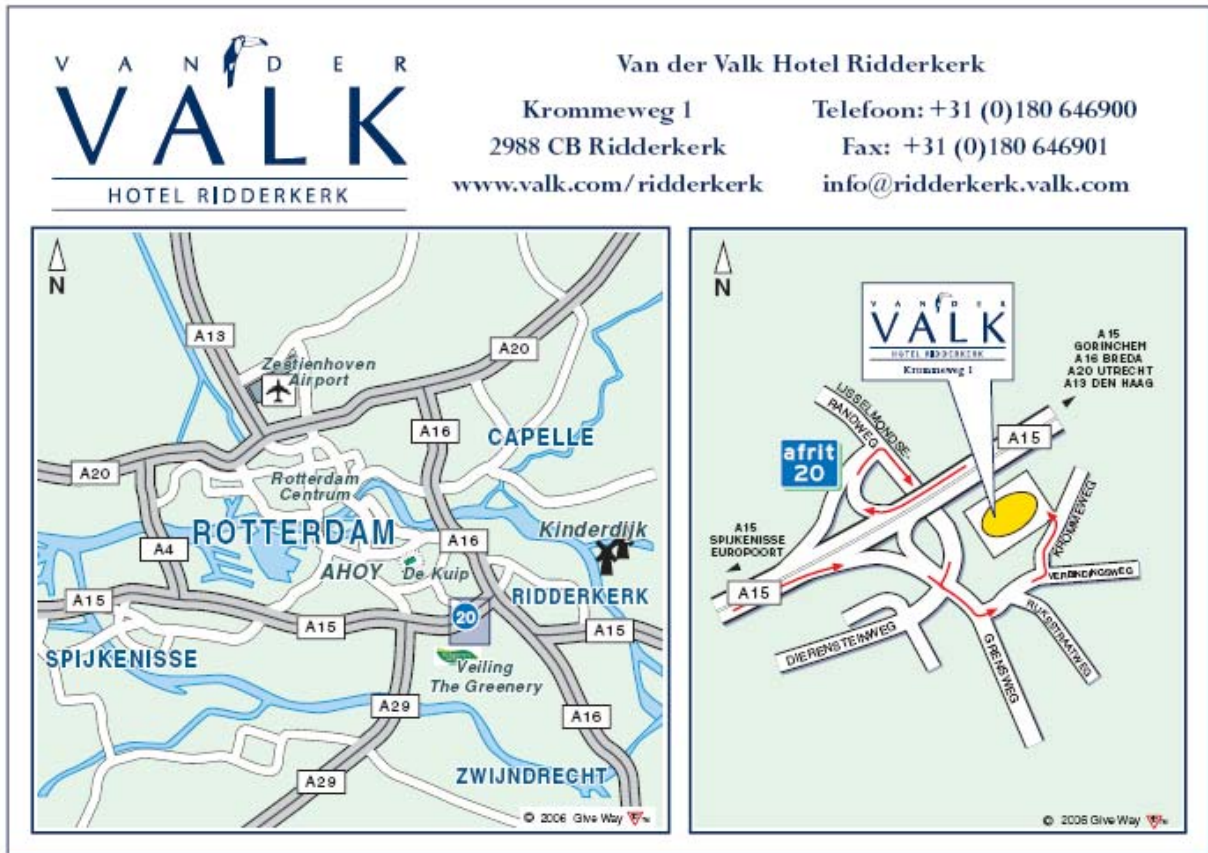 VAN DER
VALK
HOTEL RIDDERKERK
Van der Valk Hotel Ridderkerk
Krommeweg 1
2988 CB Ridderkerk
www.valk.com/ridderkerk
Telefoon: +31 (0)180 646900
Fax: +31 (0)180 646901
info@ridderkerk.valk.com
N
A13
Zestienhoven
Airport
A20
A16
CAPELLE
A20
Rotterdam
Centrum
ROTTERDAM
A4
A16
Kinderdijk
AHOY
De Kuip
A15
RIDDERKERK
20
A15
A15
SPIJKENISSE
Veiling
The Greenery
A29
A16
A29
ZWIJNDRECHT
© 2006 Give Way
N
VAN DER
VALK
HOTEL RIDDERKERK
Krommeweg 1
A15
GORINCHEM
A16 BREDA
A20 UTRECHT
A13 DEN HAAG
IJSSELMONDSE-
RANDWEG
A15
afrit
20
A15
SPIJKENISSE
EUROPOORT
A15
KROMMEWEG
VERBINDINGSWEG
RIJKSSTRAATWEG
DIERENSTEINWEG
GRENSWEG
© 2006 Give Way